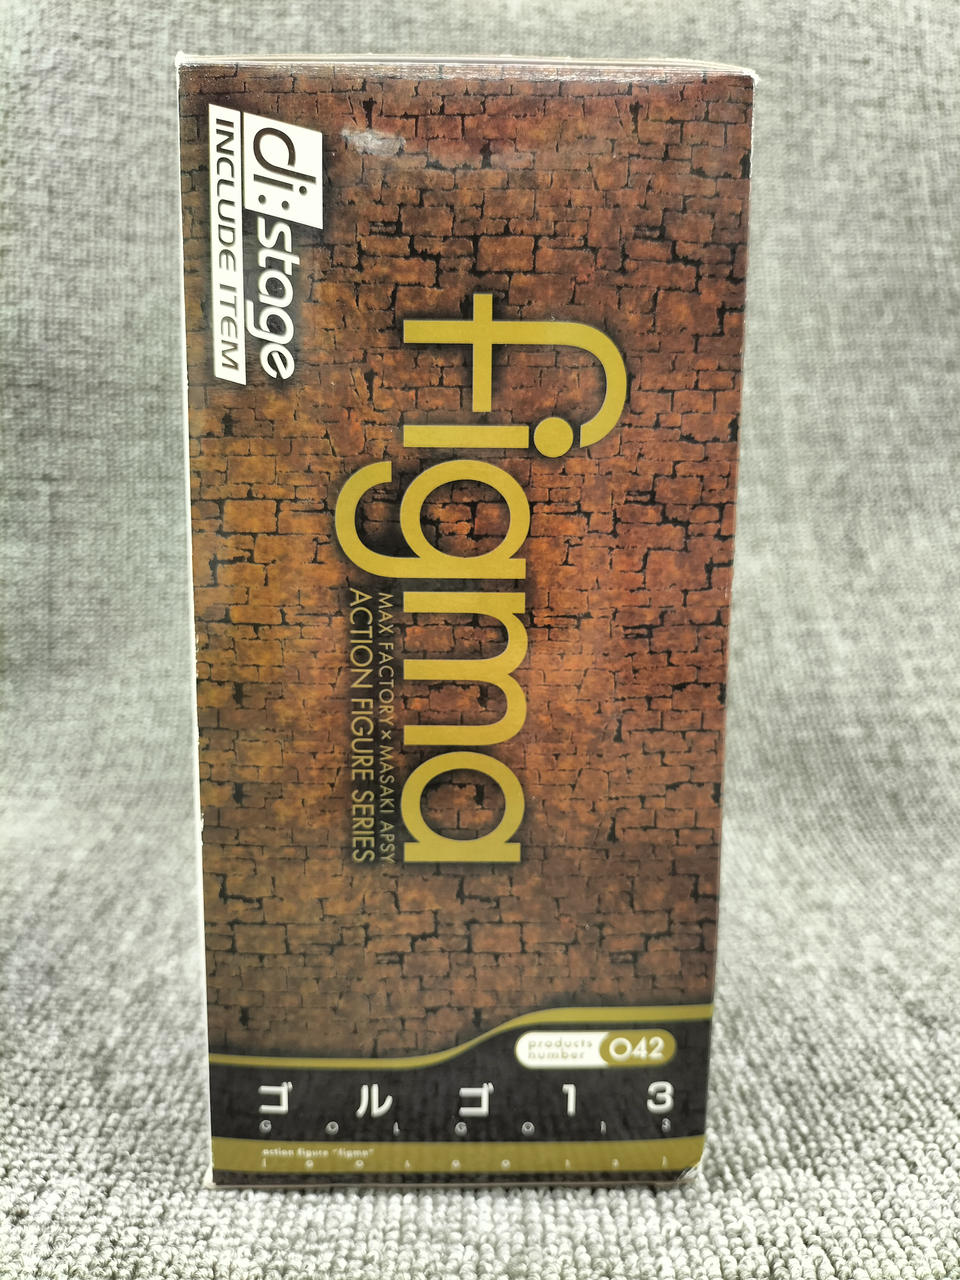 di:stage
INCLUDE ITEM
figma
MAX FACTORY×MASAKI APSY.
ACTION FIGURE SERIES
products
number
042
ゴルゴ13
GOLGO13
action figure "figma"